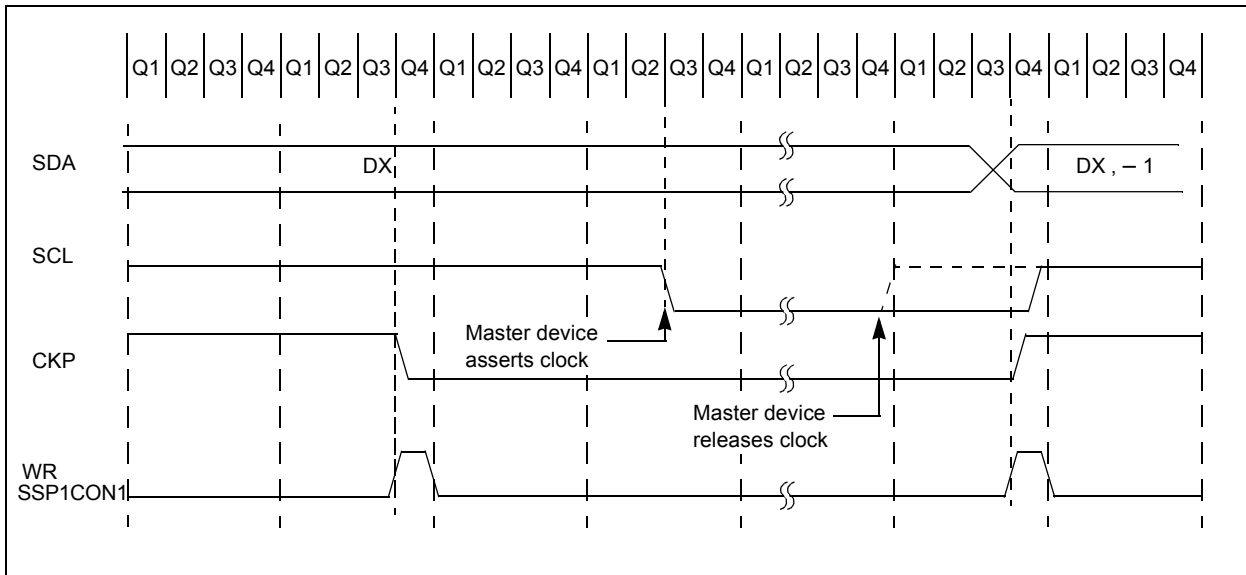 Q1 Q2 Q3 Q4 Q1 Q2 Q3 Q4 Q1 Q2 Q3 Q4 Q1 Q2 Q3 Q4 Q1 Q2 Q3 Q4 Q1 Q2 Q3 Q4 Q1 Q2 Q3 Q4
SDA DX DX , – 1
SCL
Master device
asserts clock
CKP
Master device
releases clock
WR
SSP1CON1